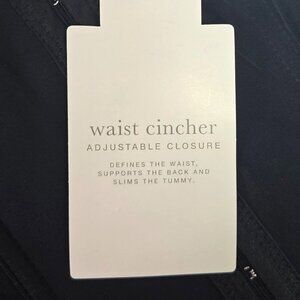 waist cincher
ADJUSTABLE CLOSURE
DEFINES THE WAIST,
SUPPORTS THE BACK AND
SLIMS THE TUMMY.